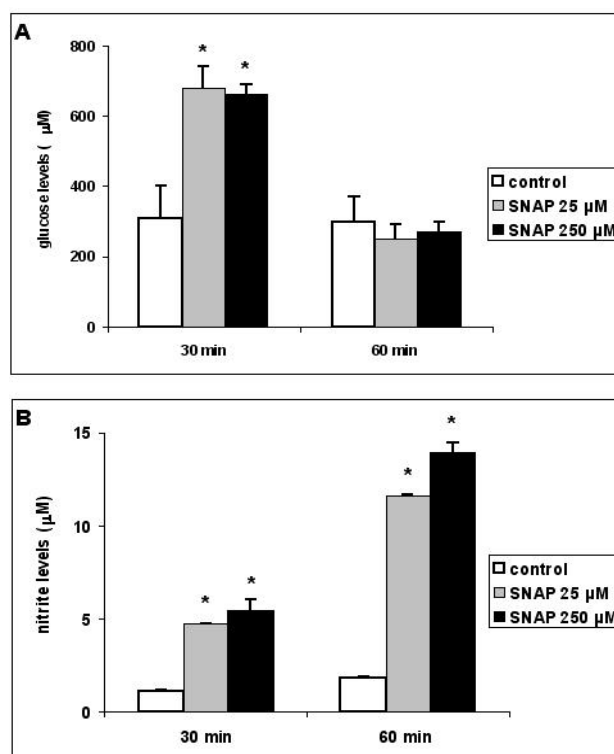 A
800
600
400
200
0
glucose levels ( µM)
* *
30 min 60 min
control
SNAP 25 µM
SNAP 250 µM
B
15
10
5
0
nitrite levels (µM)
* * * *
30 min 60 min
control
SNAP 25 µM
SNAP 250 µM